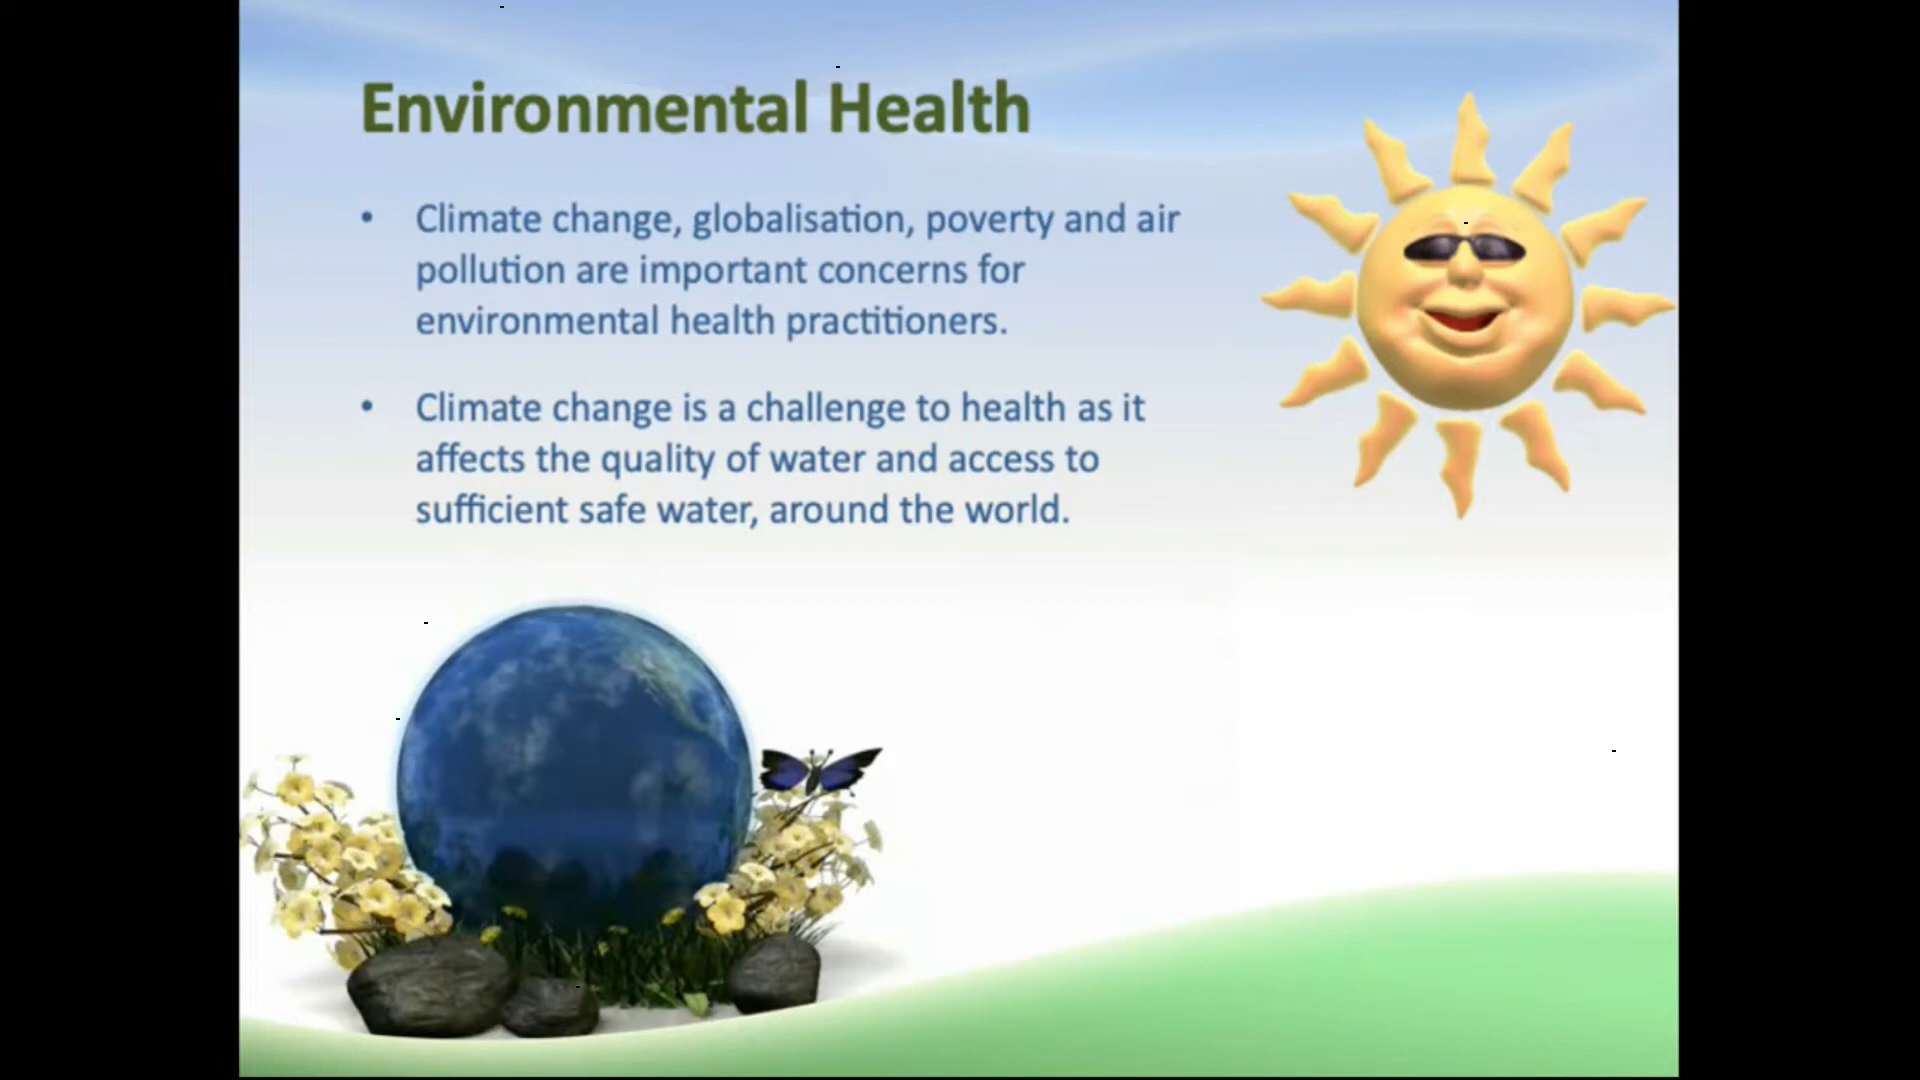 Environmental Health
• Climate change, globalisation, poverty and air
pollution are important concerns for
environmental health practitioners.
• Climate change is a challenge to health as it
affects the quality of water and access to
sufficient safe water, around the world.